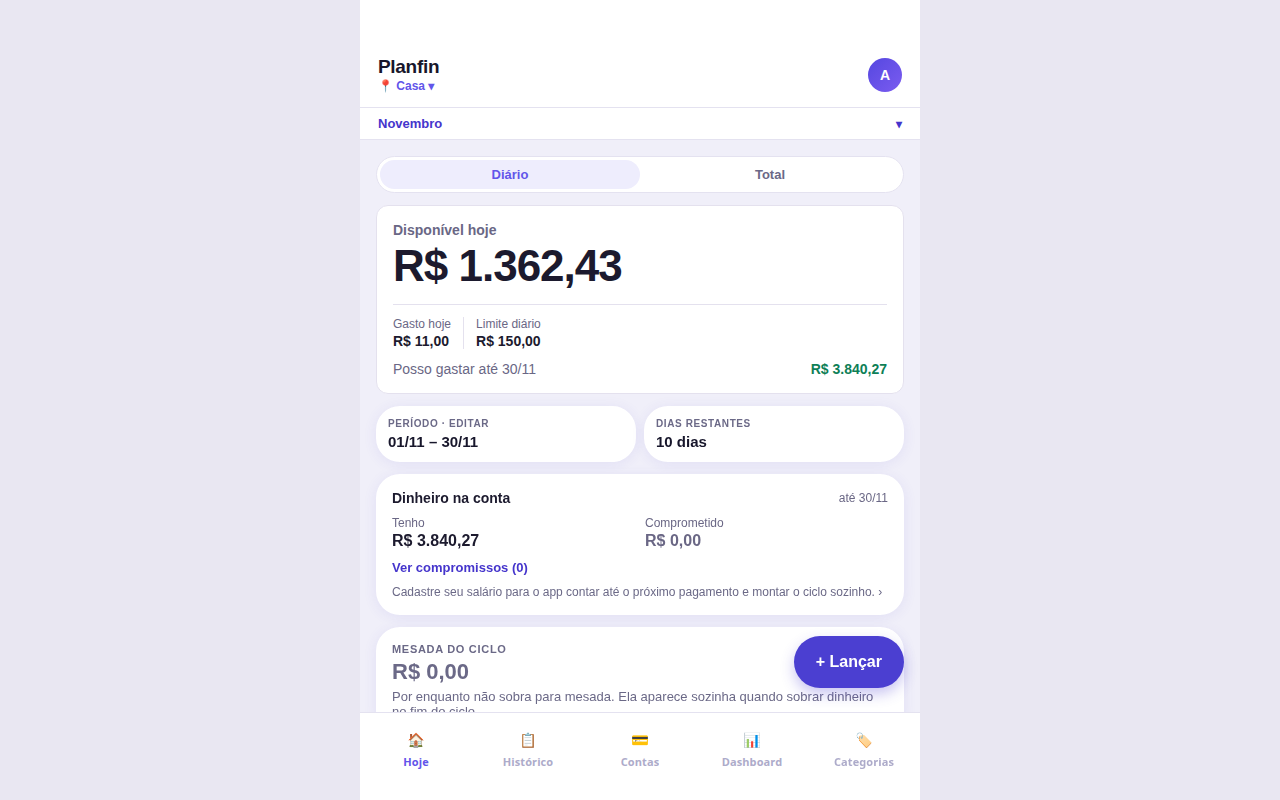 Planfin
📍 Casa ▾
A
Novembro ▾
Diário Total
Disponível hoje
R$ 1.362,43
Gasto hoje Limite diário
R$ 11,00 R$ 150,00
Posso gastar até 30/11 R$ 3.840,27
PERÍODO · EDITAR DIAS RESTANTES
01/11 – 30/11 10 dias
Dinheiro na conta até 30/11
Tenho Comprometido
R$ 3.840,27 R$ 0,00
Ver compromissos (0)
Cadastre seu salário para o app contar até o próximo pagamento e montar o ciclo sozinho. ›
MESADA DO CICLO
R$ 0,00
+ Lançar
Por enquanto não sobra para mesada. Ela aparece sozinha quando sobrar dinheiro
no fim do ciclo.
Hoje Histórico Contas Dashboard Categorias